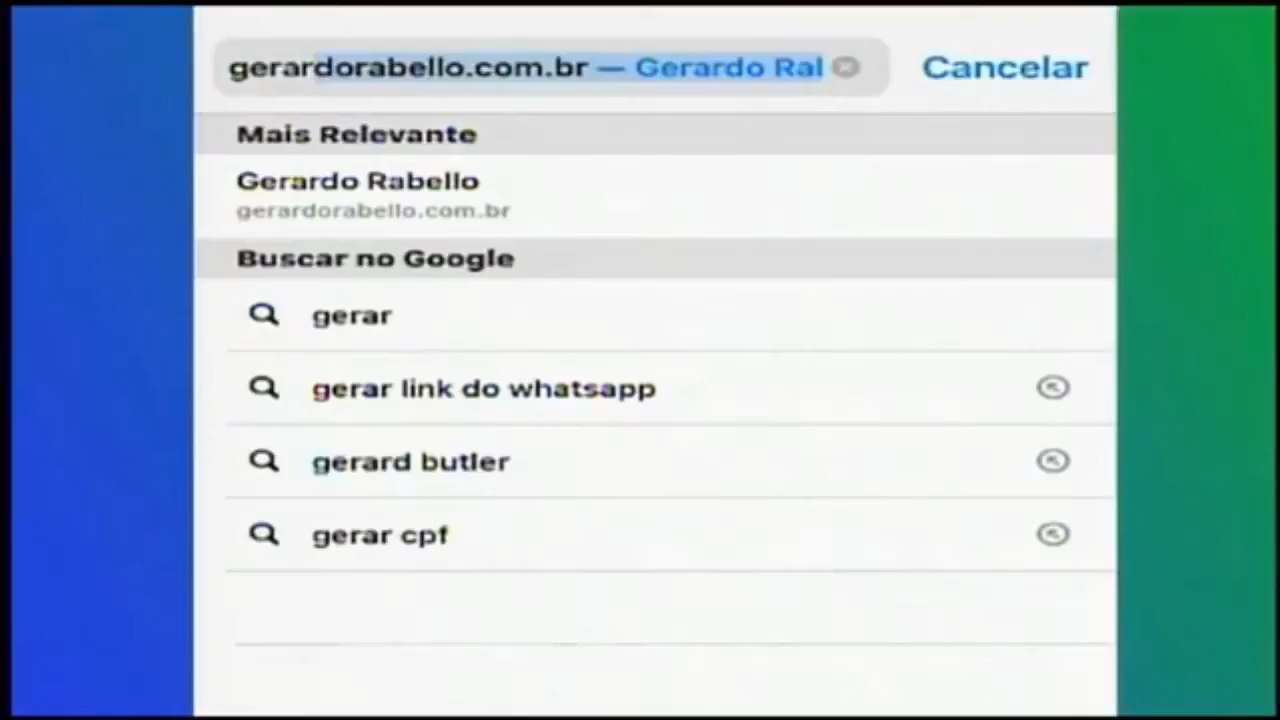 gerardorabello.com.br — Gerardo Ral
Cancelar
Mais Relevante
Gerardo Rabello
gerardorabello.com.br
Buscar no Google
gerar
gerar link do whatsapp
gerard butler
gerar cpf